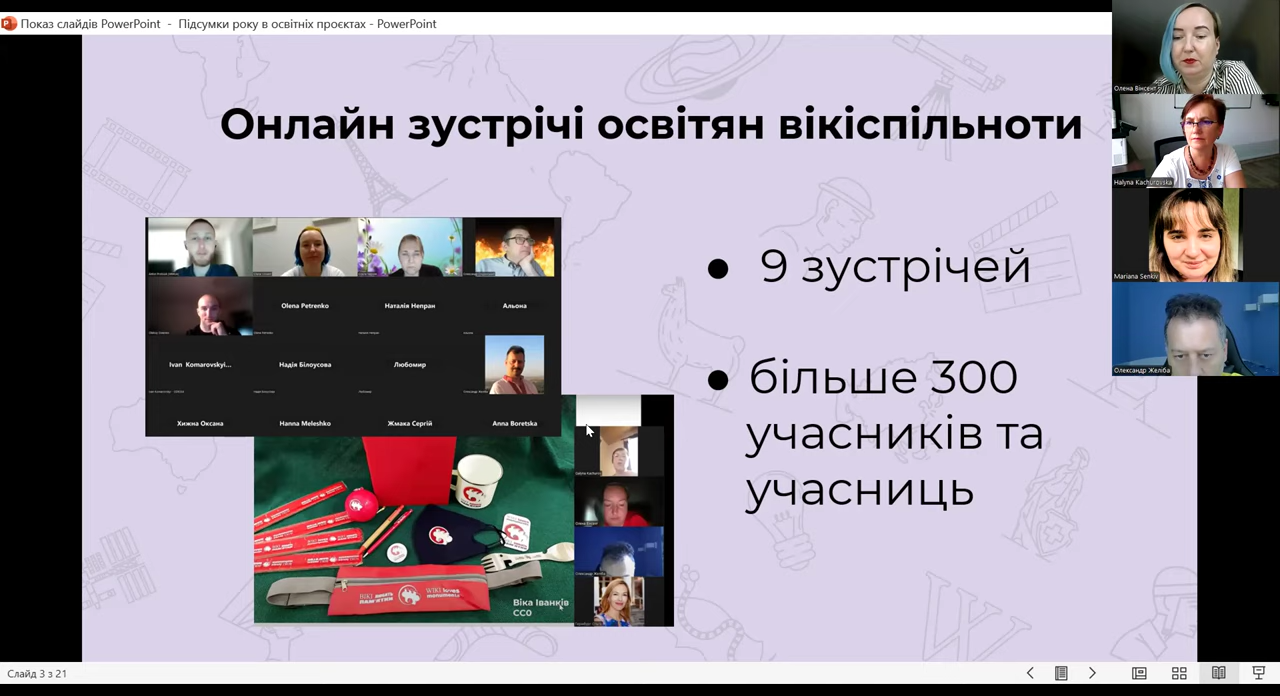 Показ слайдів PowerPoint - Підсумки року в освітніх проєктах - PowerPoint
Онлайн зустрічі освітян вікіспільноти
Олена Вінсент
Halyna Kachurovska
Mariana Senkiv
Олександр Желіба
• 9 зустрічей
• більше 300
учасників та
учасниць
Olena Petrenko
Наталія Непран
Альона
Ivan Komarovskyi...
Надія Білоусова
Любомир
Хижна Оксана
Hanna Meleshko
Жмака Сергій
Anna Boretska
Віка Іванків
CC0
Слайд 3 з 21